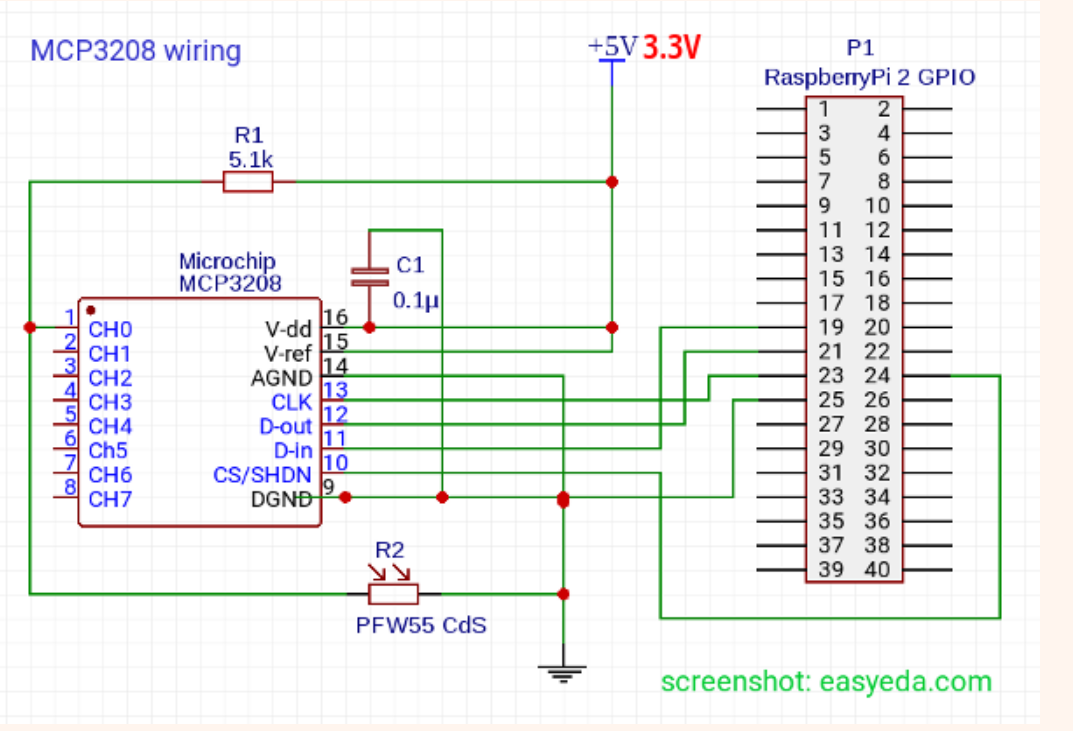 MCP3208 wiring
+5V 3.3V
P1
RaspberryPi 2 GPIO
R1
5.1k
Microchip
MCP3208
C1
0.1µ
1 CH0
2 CH1
3 CH2
4 CH3
5 CH4
6 Ch5
7 CH6
8 CH7
V-dd 16
V-ref 15
AGND 14
CLK 13
D-out 12
D-in 11
CS/SHDN 10
DGND 9
1 2
3 4
5 6
7 8
9 10
11 12
13 14
15 16
17 18
19 20
21 22
23 24
25 26
27 28
29 30
31 32
33 34
35 36
37 38
39 40
R2
PFW55 CdS
screenshot: easyeda.com